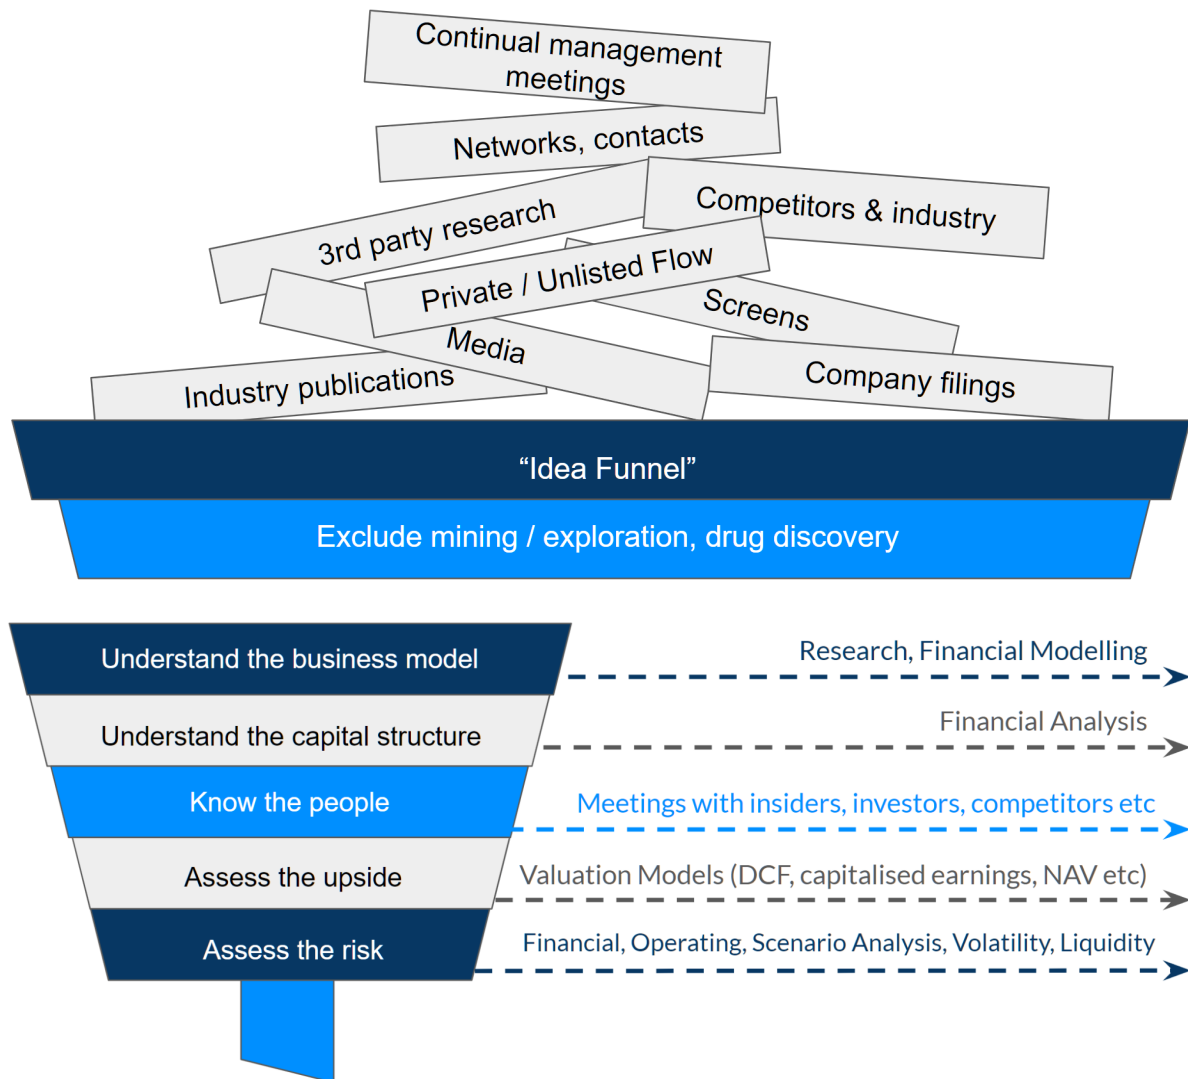 Continual management
meetings
Networks, contacts
3rd party research
Competitors & industry
Private / Unlisted Flow
Screens
Media
Industry publications
Company filings
“Idea Funnel”
Exclude mining / exploration, drug discovery
Understand the business model
Research, Financial Modelling
Understand the capital structure
Financial Analysis
Know the people
Meetings with insiders, investors, competitors etc
Assess the upside
Valuation Models (DCF, capitalised earnings, NAV etc)
Assess the risk
Financial, Operating, Scenario Analysis, Volatility, Liquidity